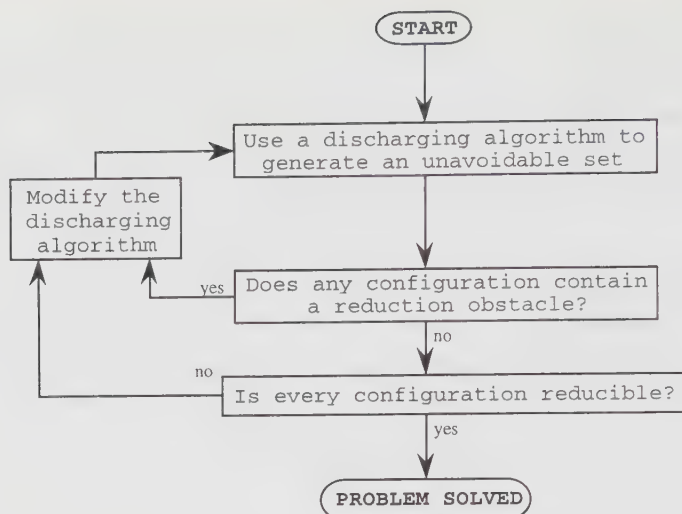 START
Use a discharging algorithm to
generate an unavoidable set
Modify the
discharging
algorithm
yes
Does any configuration contain
a reduction obstacle?
no
no
Is every configuration reducible?
yes
PROBLEM SOLVED